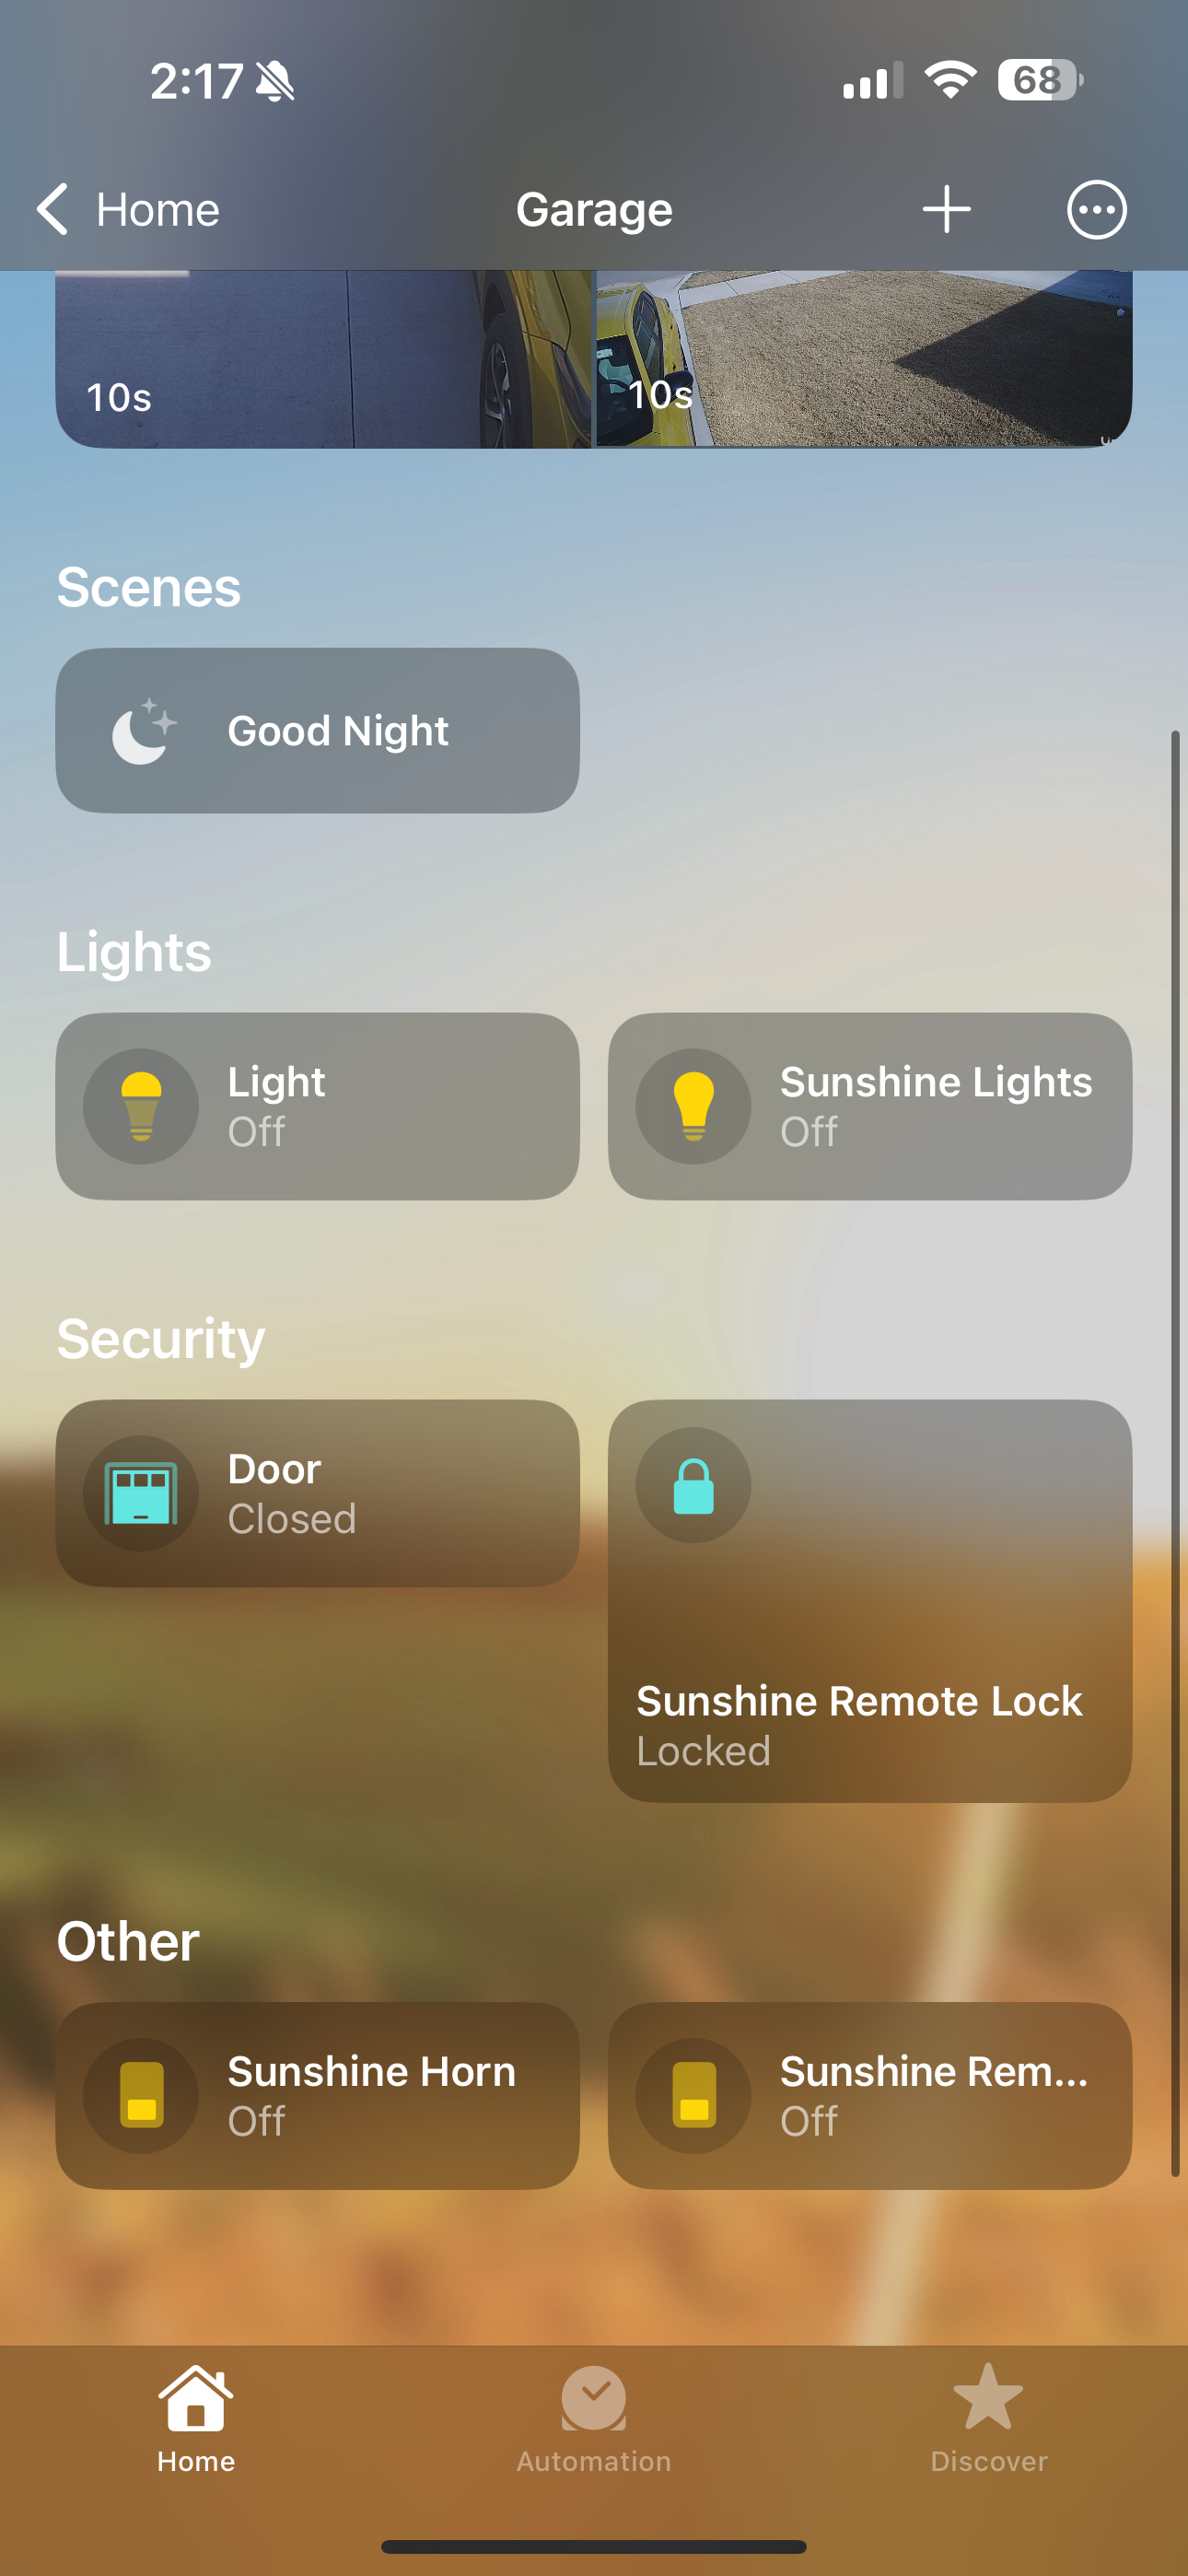 2:17
68
Home
Garage
10s
10s
Scenes
Good Night
Lights
Light
Off
Sunshine Lights
Off
Security
Door
Closed
Sunshine Remote Lock
Locked
Other
Sunshine Horn
Off
Sunshine Rem...
Off
Home
Automation
Discover